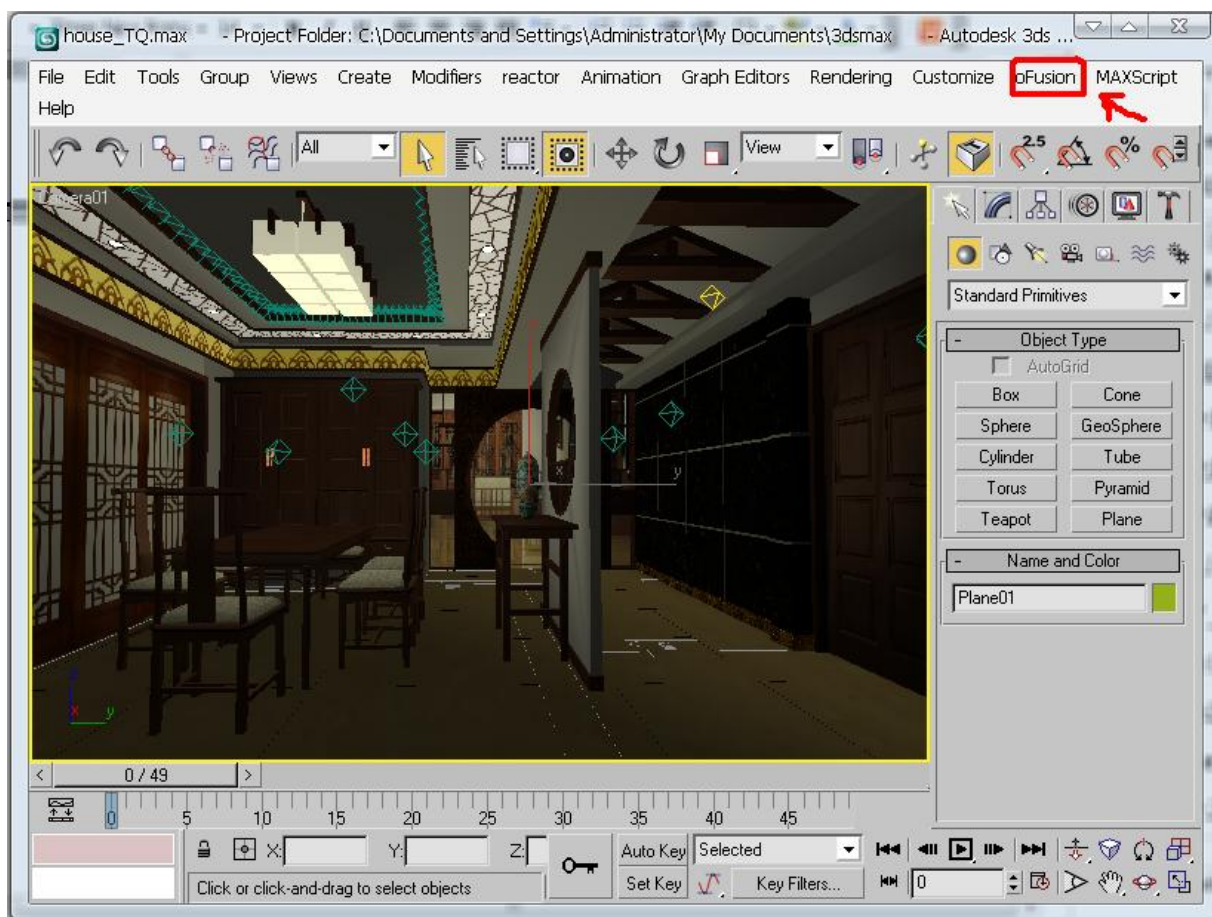 house_TQ.max - Project Folder: C:\Documents and Settings\Administrator\My Documents\3dsmax - Autodesk 3ds ...
File Edit Tools Group Views Create Modifiers reactor Animation Graph Editors Rendering Customize oFusion MAXScript
Help
All View 2.5 %
Camera01
Standard Primitives
- Object Type
AutoGrid
Box Cone
Sphere GeoSphere
Cylinder Tube
Torus Pyramid
Teapot Plane
- Name and Color
Plane01
x y
z
x y
< 0 / 49 >
0 5 10 15 20 25 30 35 40 45
X: Y: Z: Auto Key Selected
Click or click-and-drag to select objects Set Key Key Filters... 0